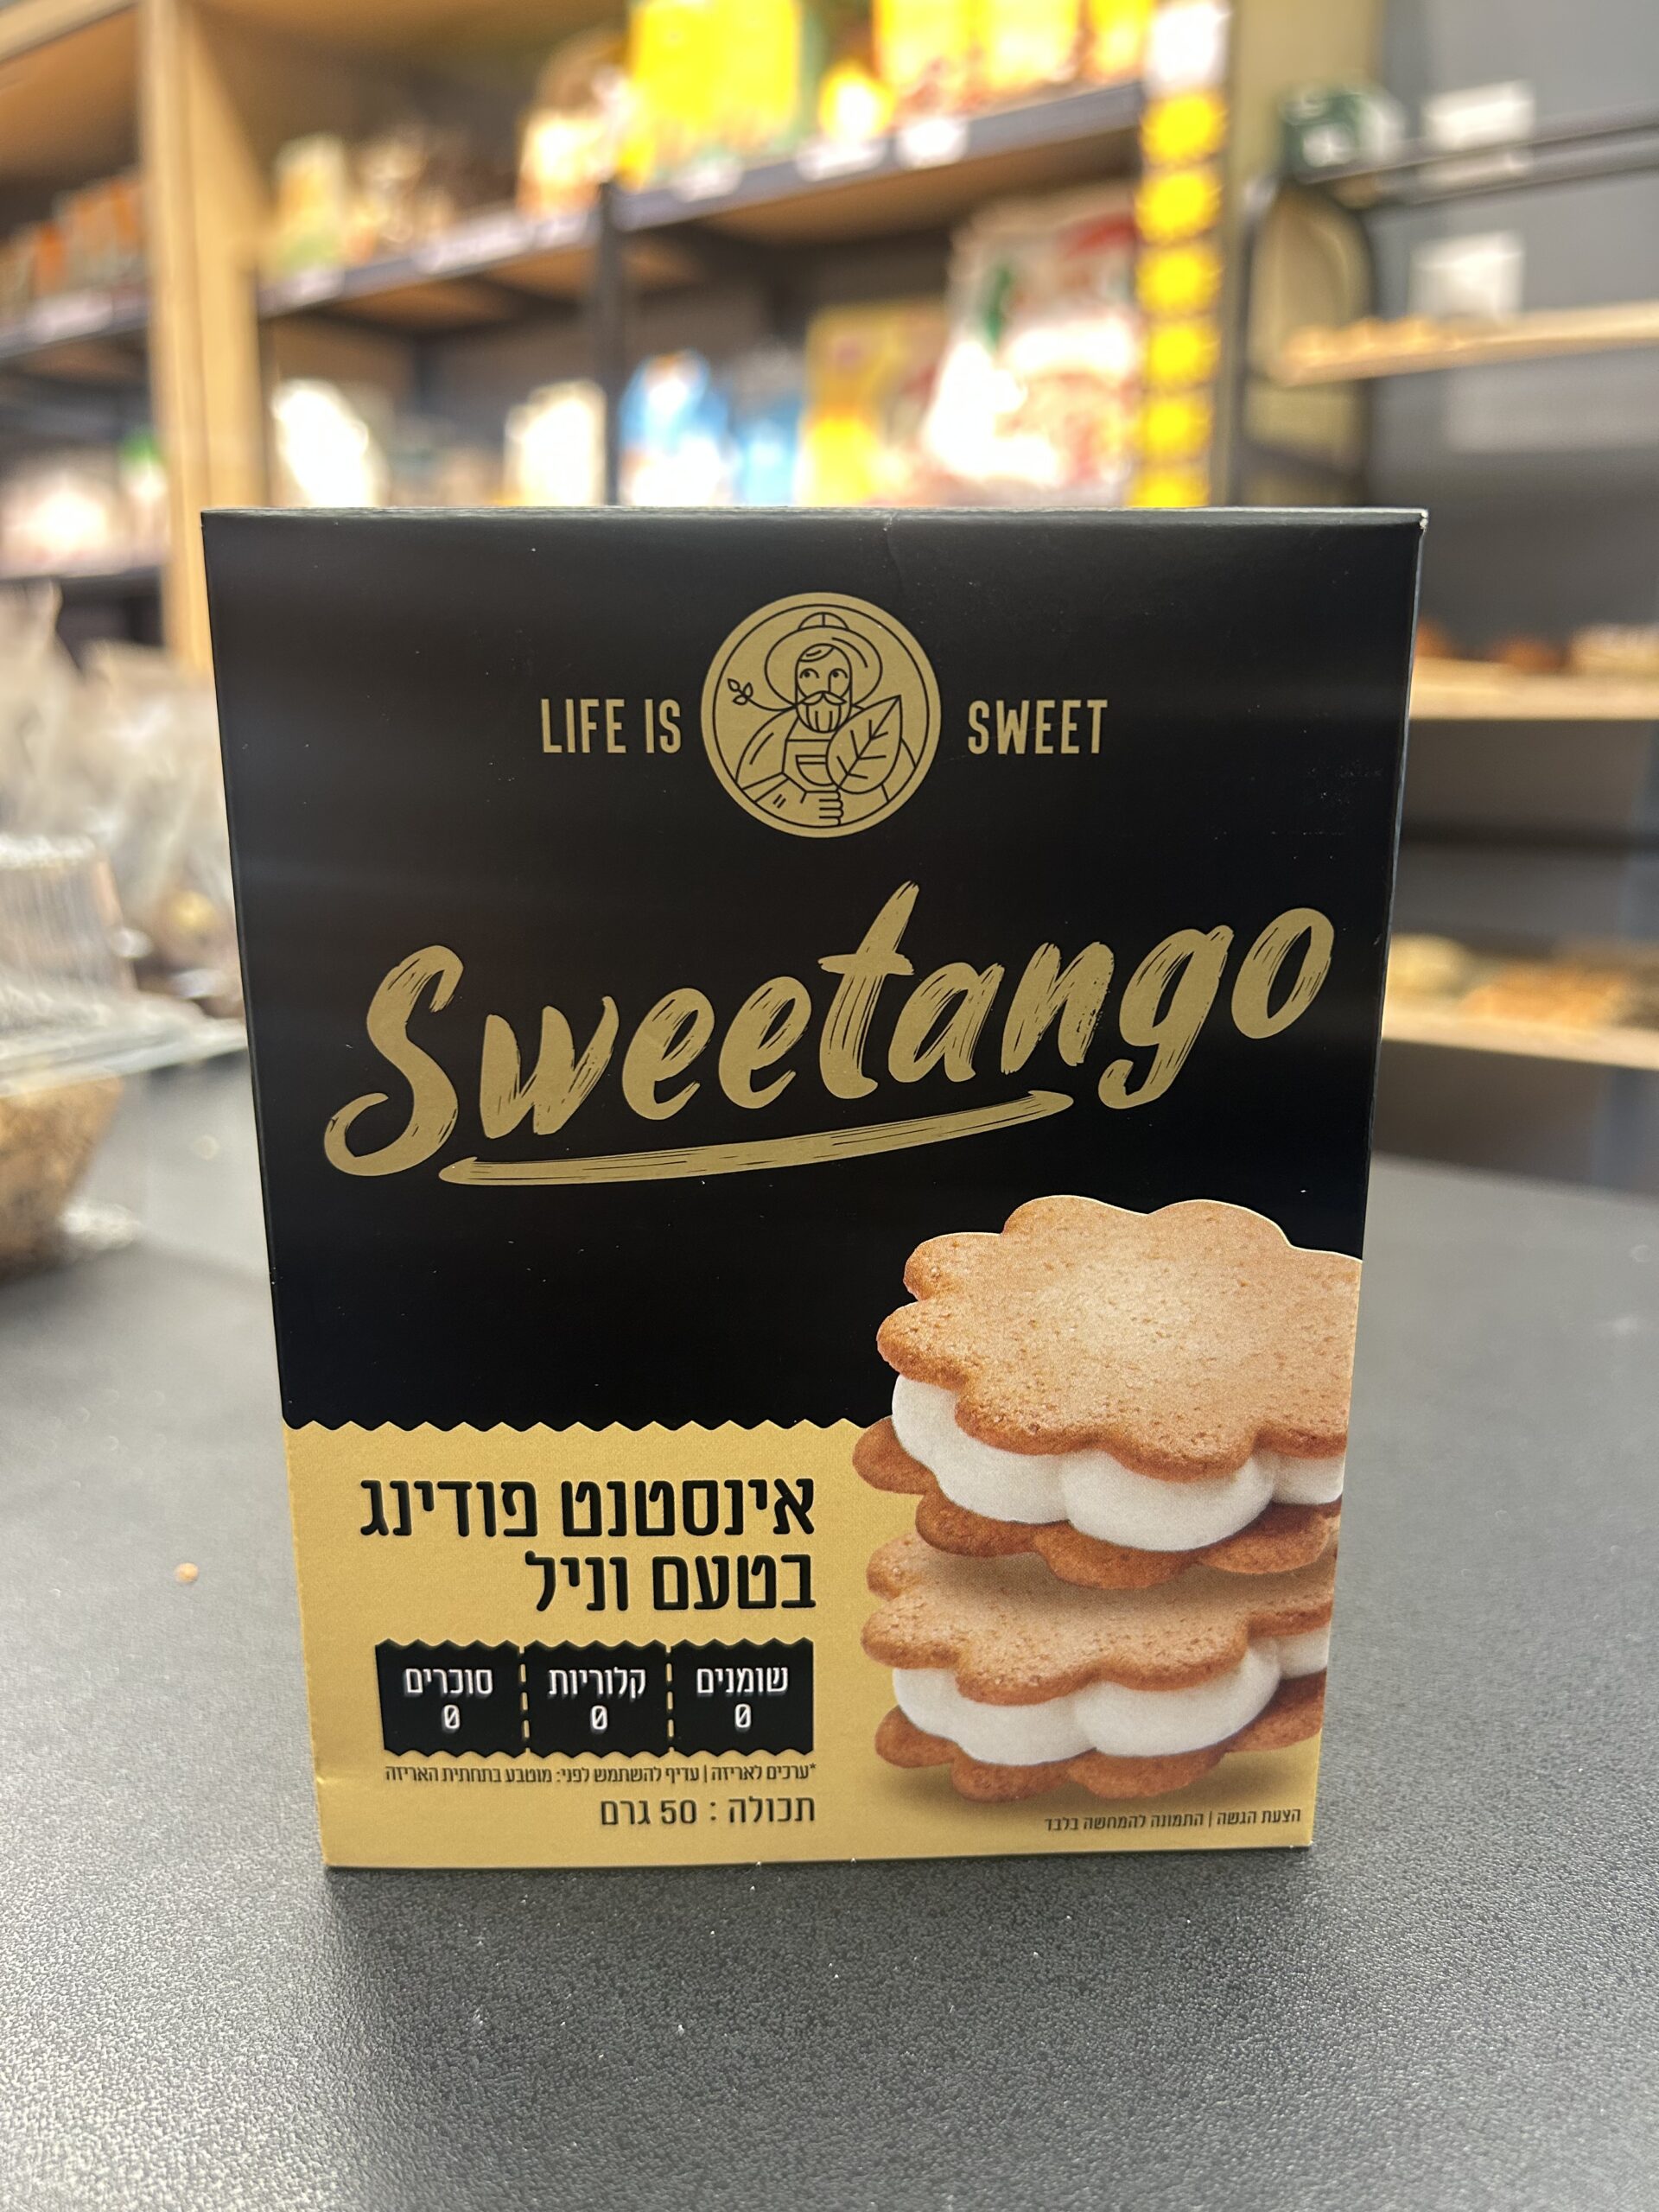 LIFE IS SWEET
Sweetango
אינסטנט פודינג
בטעם וניל
שומנים קלוריות סוכרים
0 0 0
*ערכים לאריזה | עדיף להשתמש לפני: מוטבע בתחתית האריזה
תכולה: 50 גרם
הצעת הגשה | התמונה להמחשה בלבד